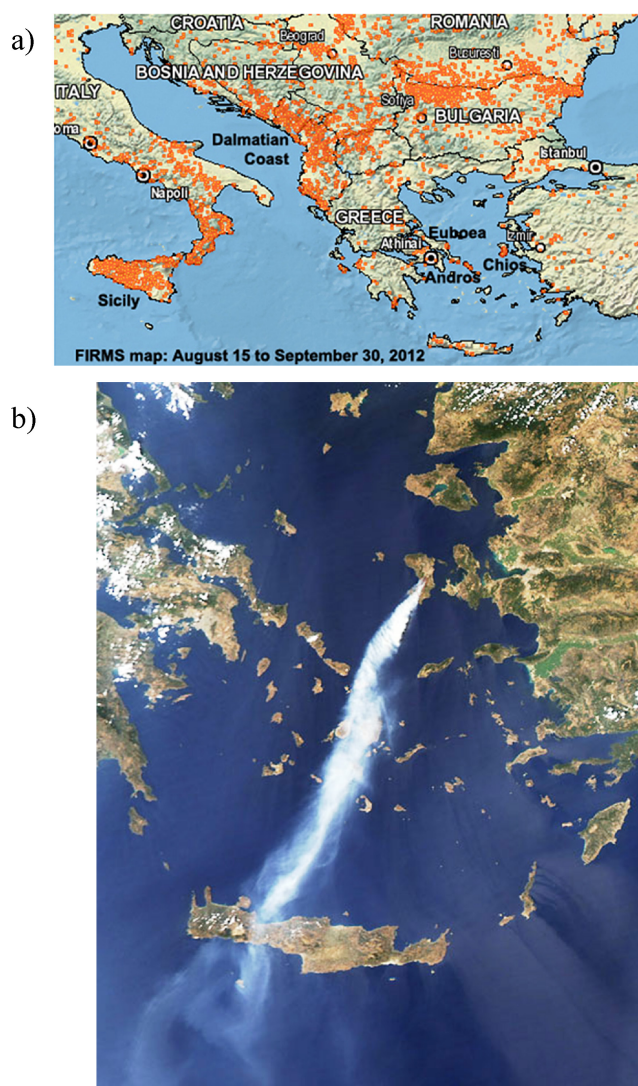 a)
CROATIA
ROMANIA
Beograd
Bucuresti
BOSNIA AND HERZEGOVINA
ITALY
Sofiya
BULGARIA
oma
Dalmatian
Coast
Istanbul
Napoli
GREECE
Euboea
Izmir
Athinai
Chios
Andros
Sicily
FIRMS map: August 15 to September 30, 2012
b)